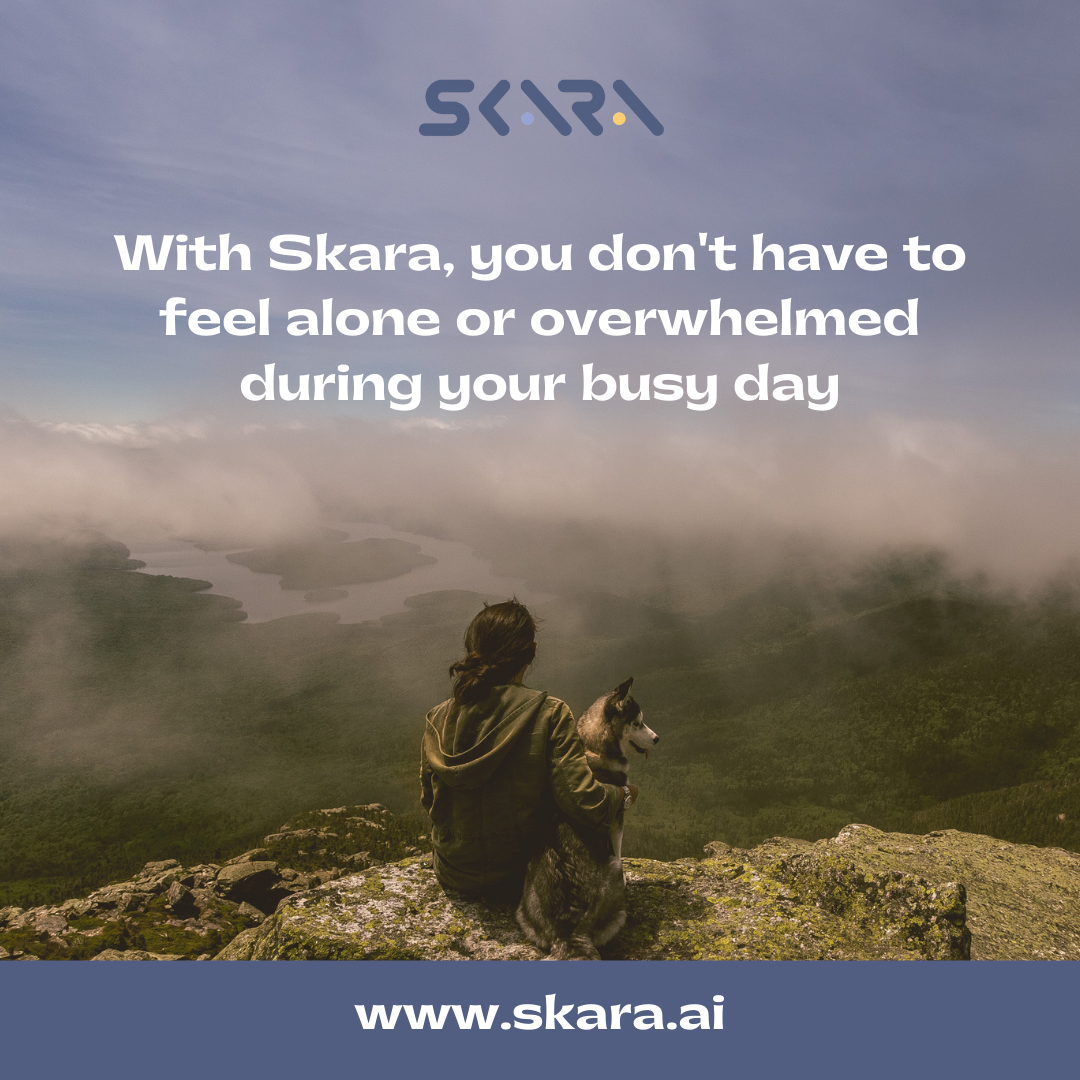 SKARA
With Skara, you don't have to
feel alone or overwhelmed
during your busy day
www.skara.ai